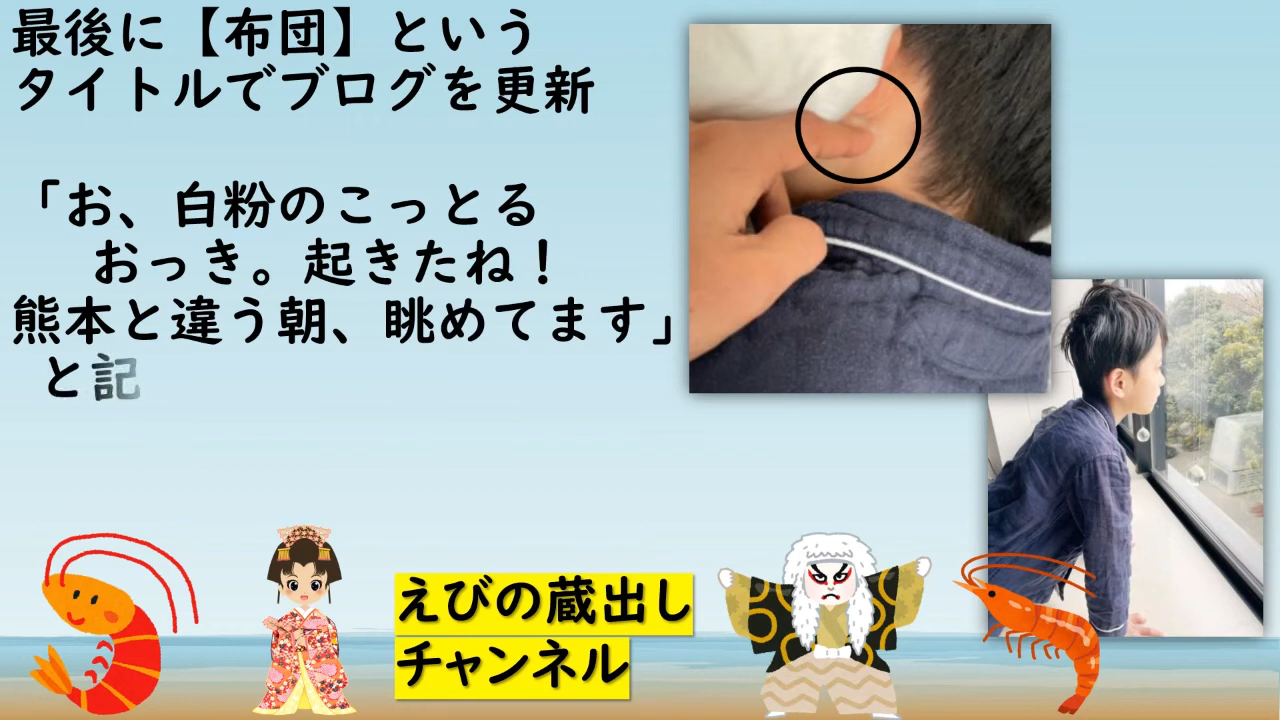 最後に【布団】という
タイトルでブログを更新
「お、白粉のこっとる
おっき。起きたね!
熊本と違う朝、眺めてます」
と記
えびの蔵出し
チャンネル